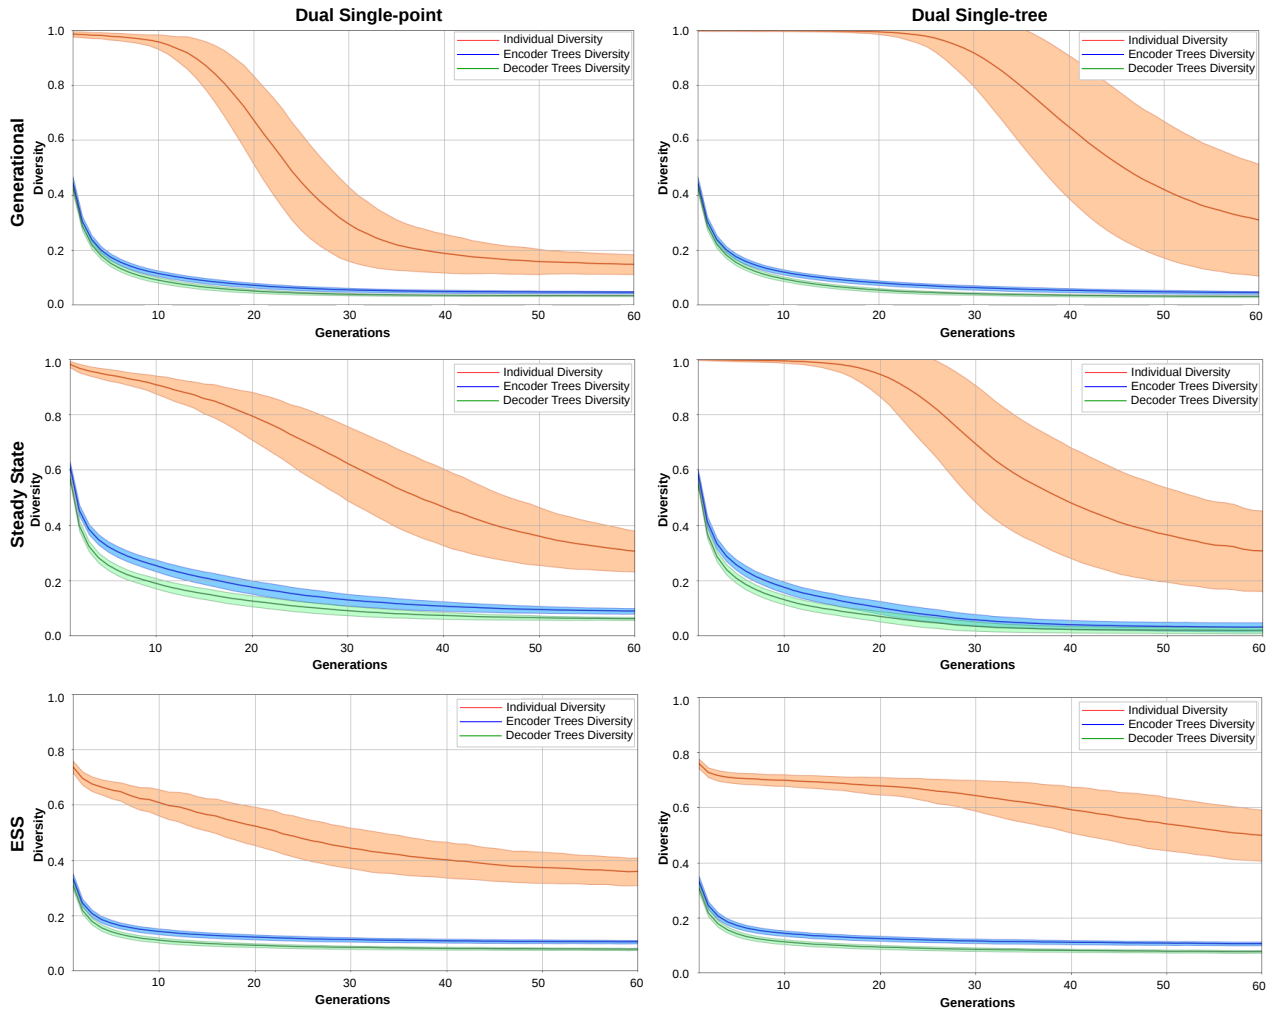 Dual Single-point
Dual Single-tree
Generational
Diversity
1.0
0.8
0.6
0.4
0.2
0.0
10
20
30
40
50
60
Generations
Individual Diversity
Encoder Trees Diversity
Decoder Trees Diversity
Diversity
1.0
0.8
0.6
0.4
0.2
0.0
10
20
30
40
50
60
Generations
Individual Diversity
Encoder Trees Diversity
Decoder Trees Diversity
Steady State
Diversity
1.0
0.8
0.6
0.4
0.2
0.0
10
20
30
40
50
60
Generations
Individual Diversity
Encoder Trees Diversity
Decoder Trees Diversity
Diversity
1.0
0.8
0.6
0.4
0.2
0.0
10
20
30
40
50
60
Generations
Individual Diversity
Encoder Trees Diversity
Decoder Trees Diversity
ESS
Diversity
1.0
0.8
0.6
0.4
0.2
0.0
10
20
30
40
50
60
Generations
Individual Diversity
Encoder Trees Diversity
Decoder Trees Diversity
Diversity
1.0
0.8
0.6
0.4
0.2
0.0
10
20
30
40
50
60
Generations
Individual Diversity
Encoder Trees Diversity
Decoder Trees Diversity